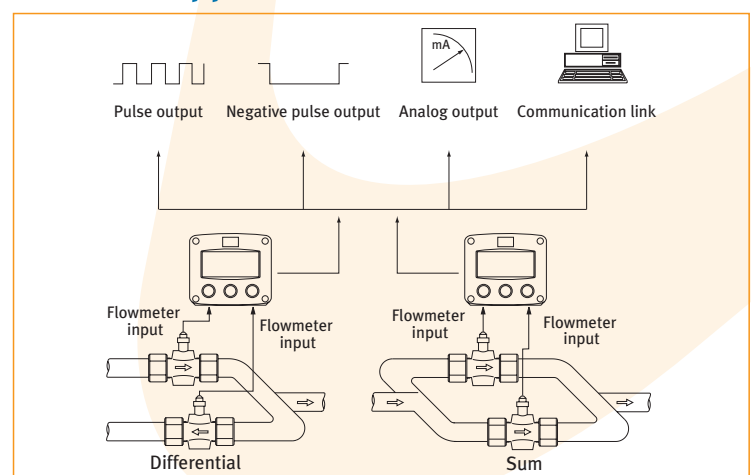 mA
Pulse output
Negative pulse output
Analog output
Communication link
Flowmeter
input
Flowmeter
input
Flowmeter
input
Flowmeter
input
Differential
Sum